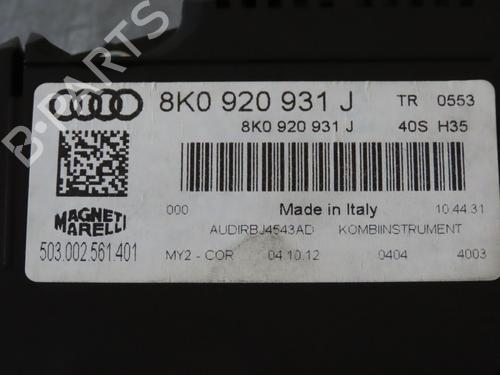 8K0 920 931 J TR 0553
8K0 920 931 J 40S H35
000 Made in Italy 10.44.31
MAGNETI
MARELLI
AUDIRBJ4543AD KOMBIINSTRUMENT
503.002.561.401
MY2 - COR 04.10.12 0404 4003
B-PARTS